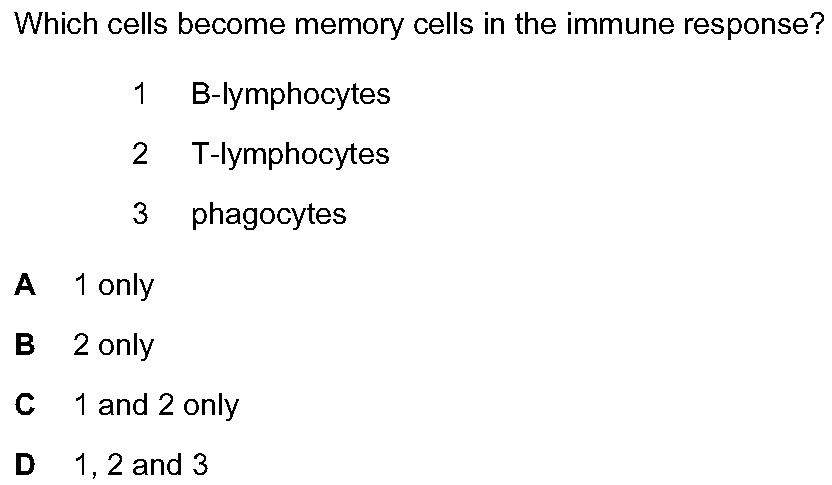 Which cells become memory cells in the immune response?
1 B-lymphocytes
2 T-lymphocytes
3 phagocytes
A 1 only
B 2 only
C 1 and 2 only
D 1, 2 and 3